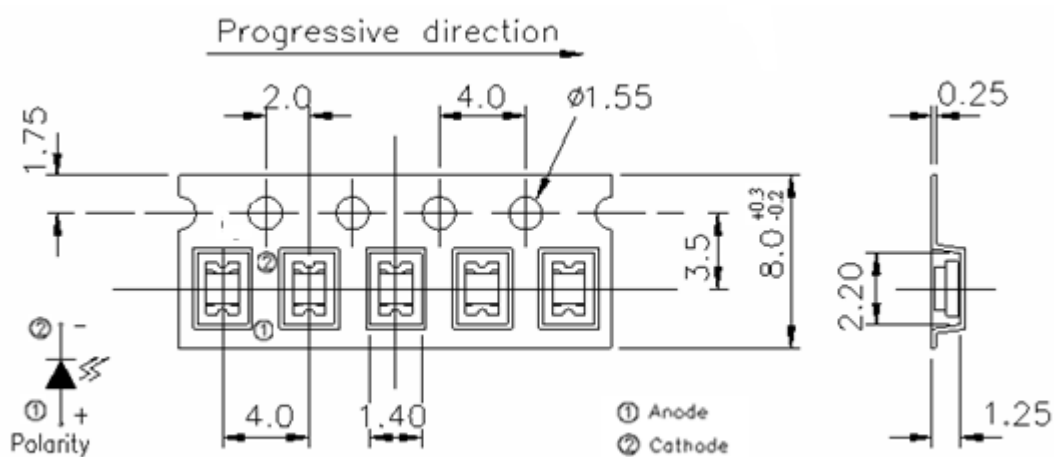 Progressive direction
2.0
4.0
ø1.55
0.25
1.75
8.0 +0.3 -0.2
3.5
2.20
②
①
② -
① +
Polarity
4.0
1.40
① Anode
② Cathode
1.25